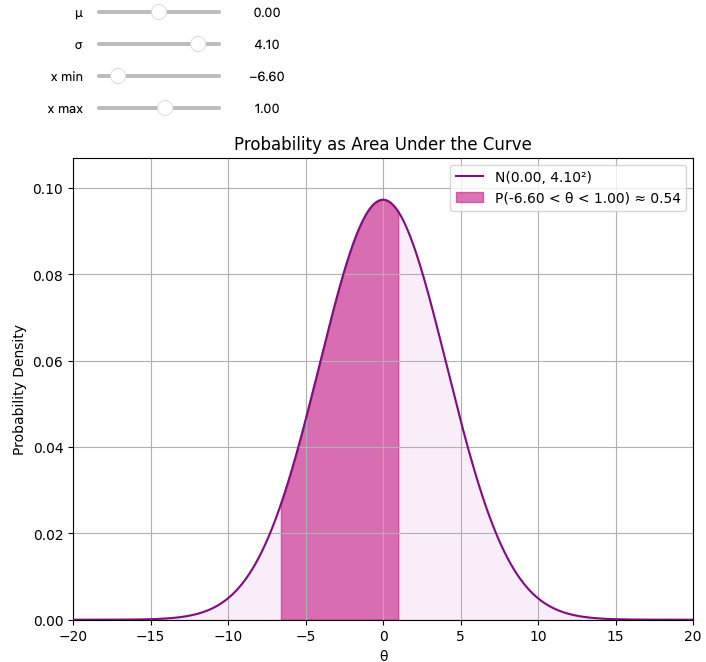 μ 0.00
σ 4.10
x min −6.60
x max 1.00
Probability as Area Under the Curve
N(0.00, 4.10²)
P(-6.60 < θ < 1.00) ≈ 0.54
Probability Density
0.10
0.08
0.06
0.04
0.02
0.00
−20 −15 −10 −5 0 5 10 15 20
θ